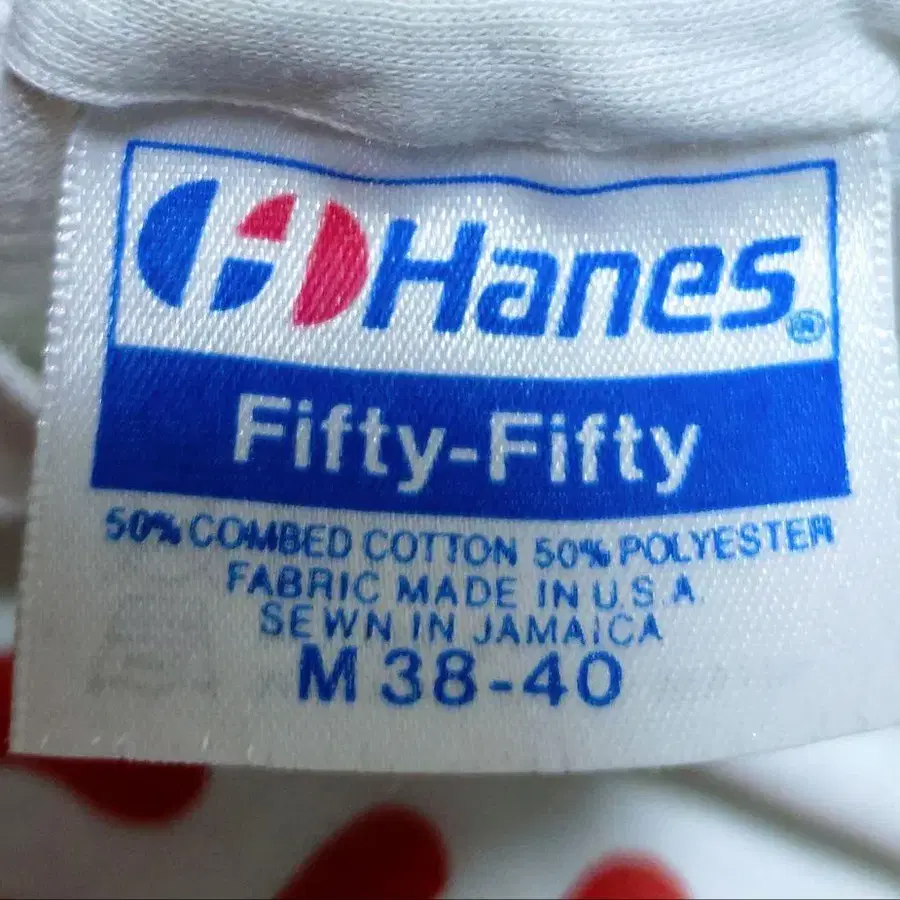 Hanes®
Fifty-Fifty
50% COMBED COTTON 50% POLYESTER
FABRIC MADE IN U.S.A.
SEWN IN JAMAICA
M 38-40